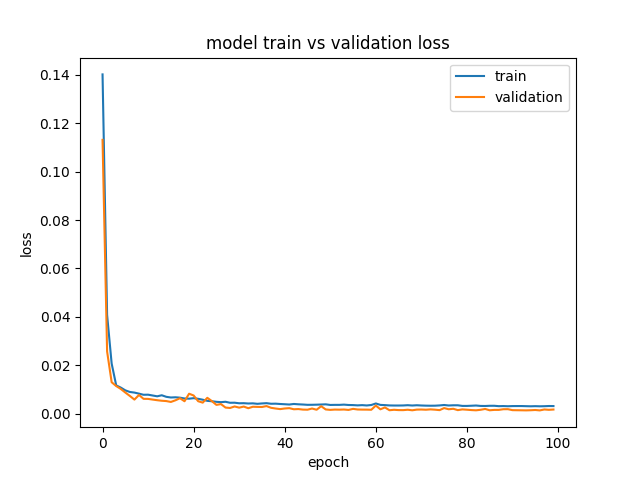 model train vs validation loss
train
validation
0.14
0.12
0.10
0.08
0.06
0.04
0.02
0.00
loss
0 20 40 60 80 100
epoch